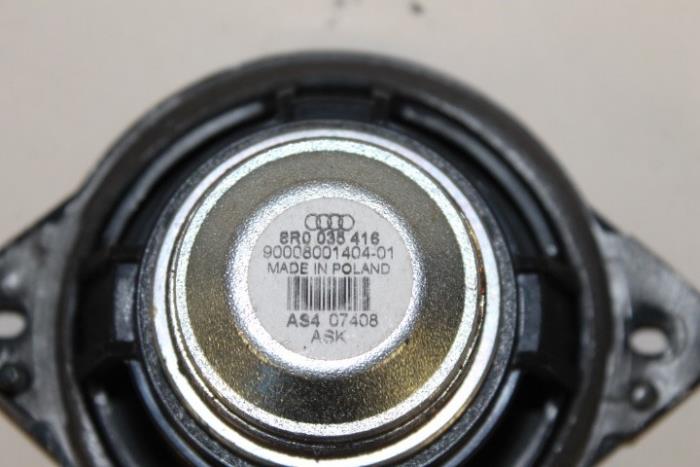 8R0 035 416
90008001404-01
MADE IN POLAND
AS4 07408
ASK